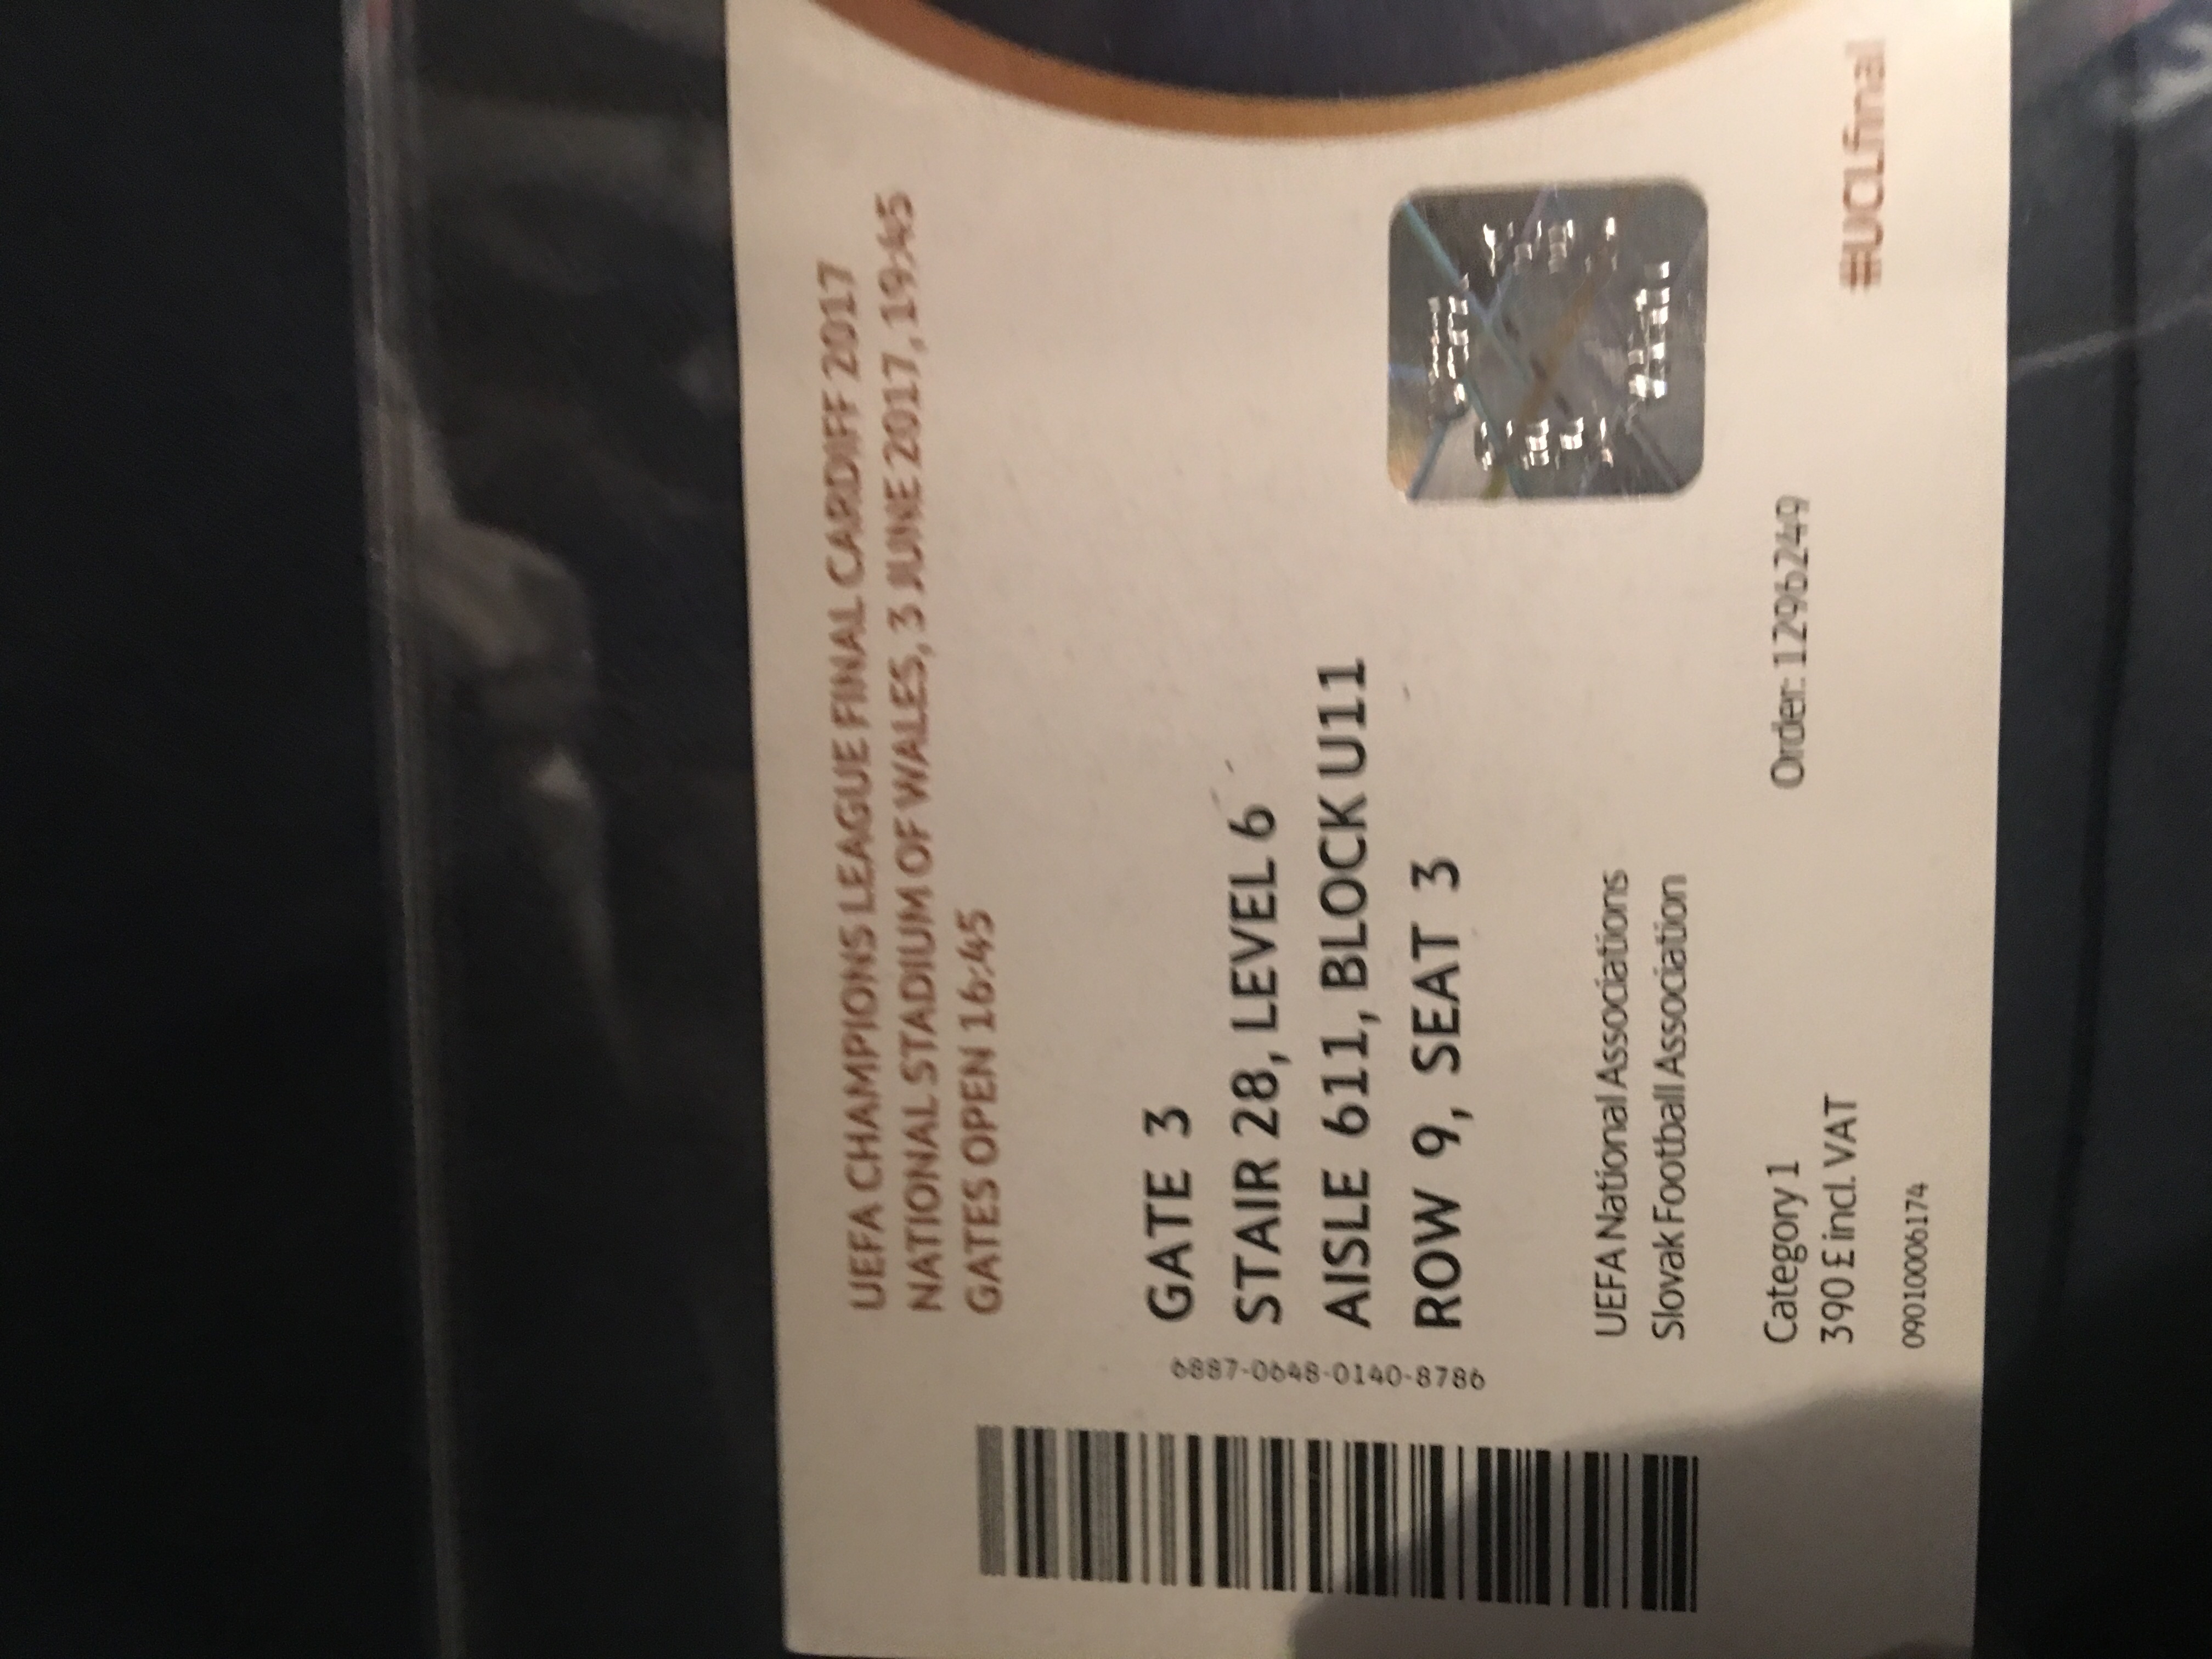 UEFA CHAMPIONS LEAGUE FINAL CARDIFF 2017
NATIONAL STADIUM OF WALES, 3 JUNE 2017, 19:45
GATES OPEN 16:45
GATE 3
STAIR 28, LEVEL 6
AISLE 611, BLOCK U11
ROW 9, SEAT 3
6887-0648-0140-8786
UEFA National Associations
Slovak Football Association
Category 1 Order: 1296249
390 £ incl. VAT
090100006174
#UCLfinal